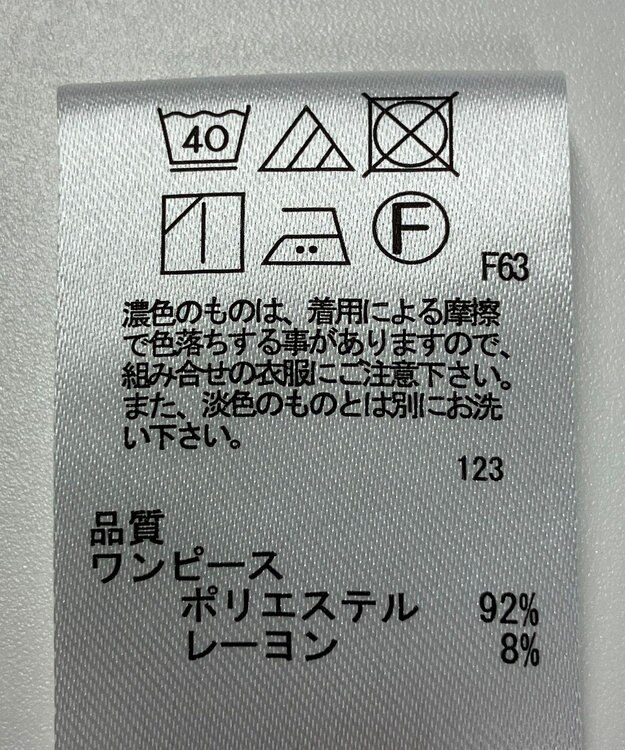 40
F
F63
濃色のものは、着用による摩擦
で色落ちする事がありますので、
組み合せの衣服にご注意下さい。
また、淡色のものとは別にお洗
い下さい。
123
品質
ワンピース
ポリエステル 92%
レーヨン 8%